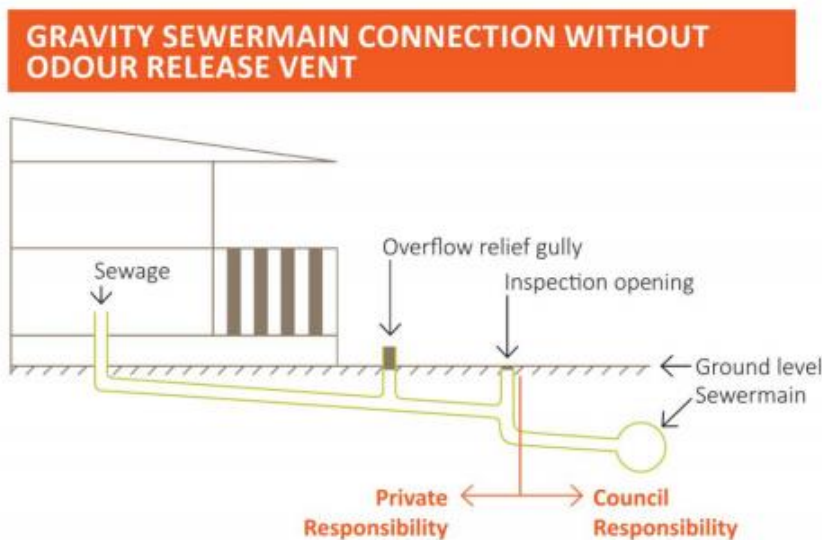 GRAVITY SEWERMAIN CONNECTION WITHOUT
ODOUR RELEASE VENT
Overflow relief gully
Sewage
Inspection opening
Ground level
Sewermain
Private
Responsibility
Council
Responsibility